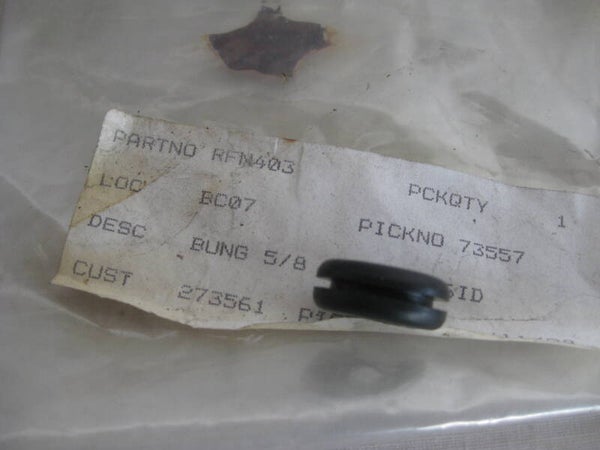 PARTNO RFN403 PCKQTY 1
LOC BC07 PICKNO 73557
DESC BUNG 5/8
CUST 273561